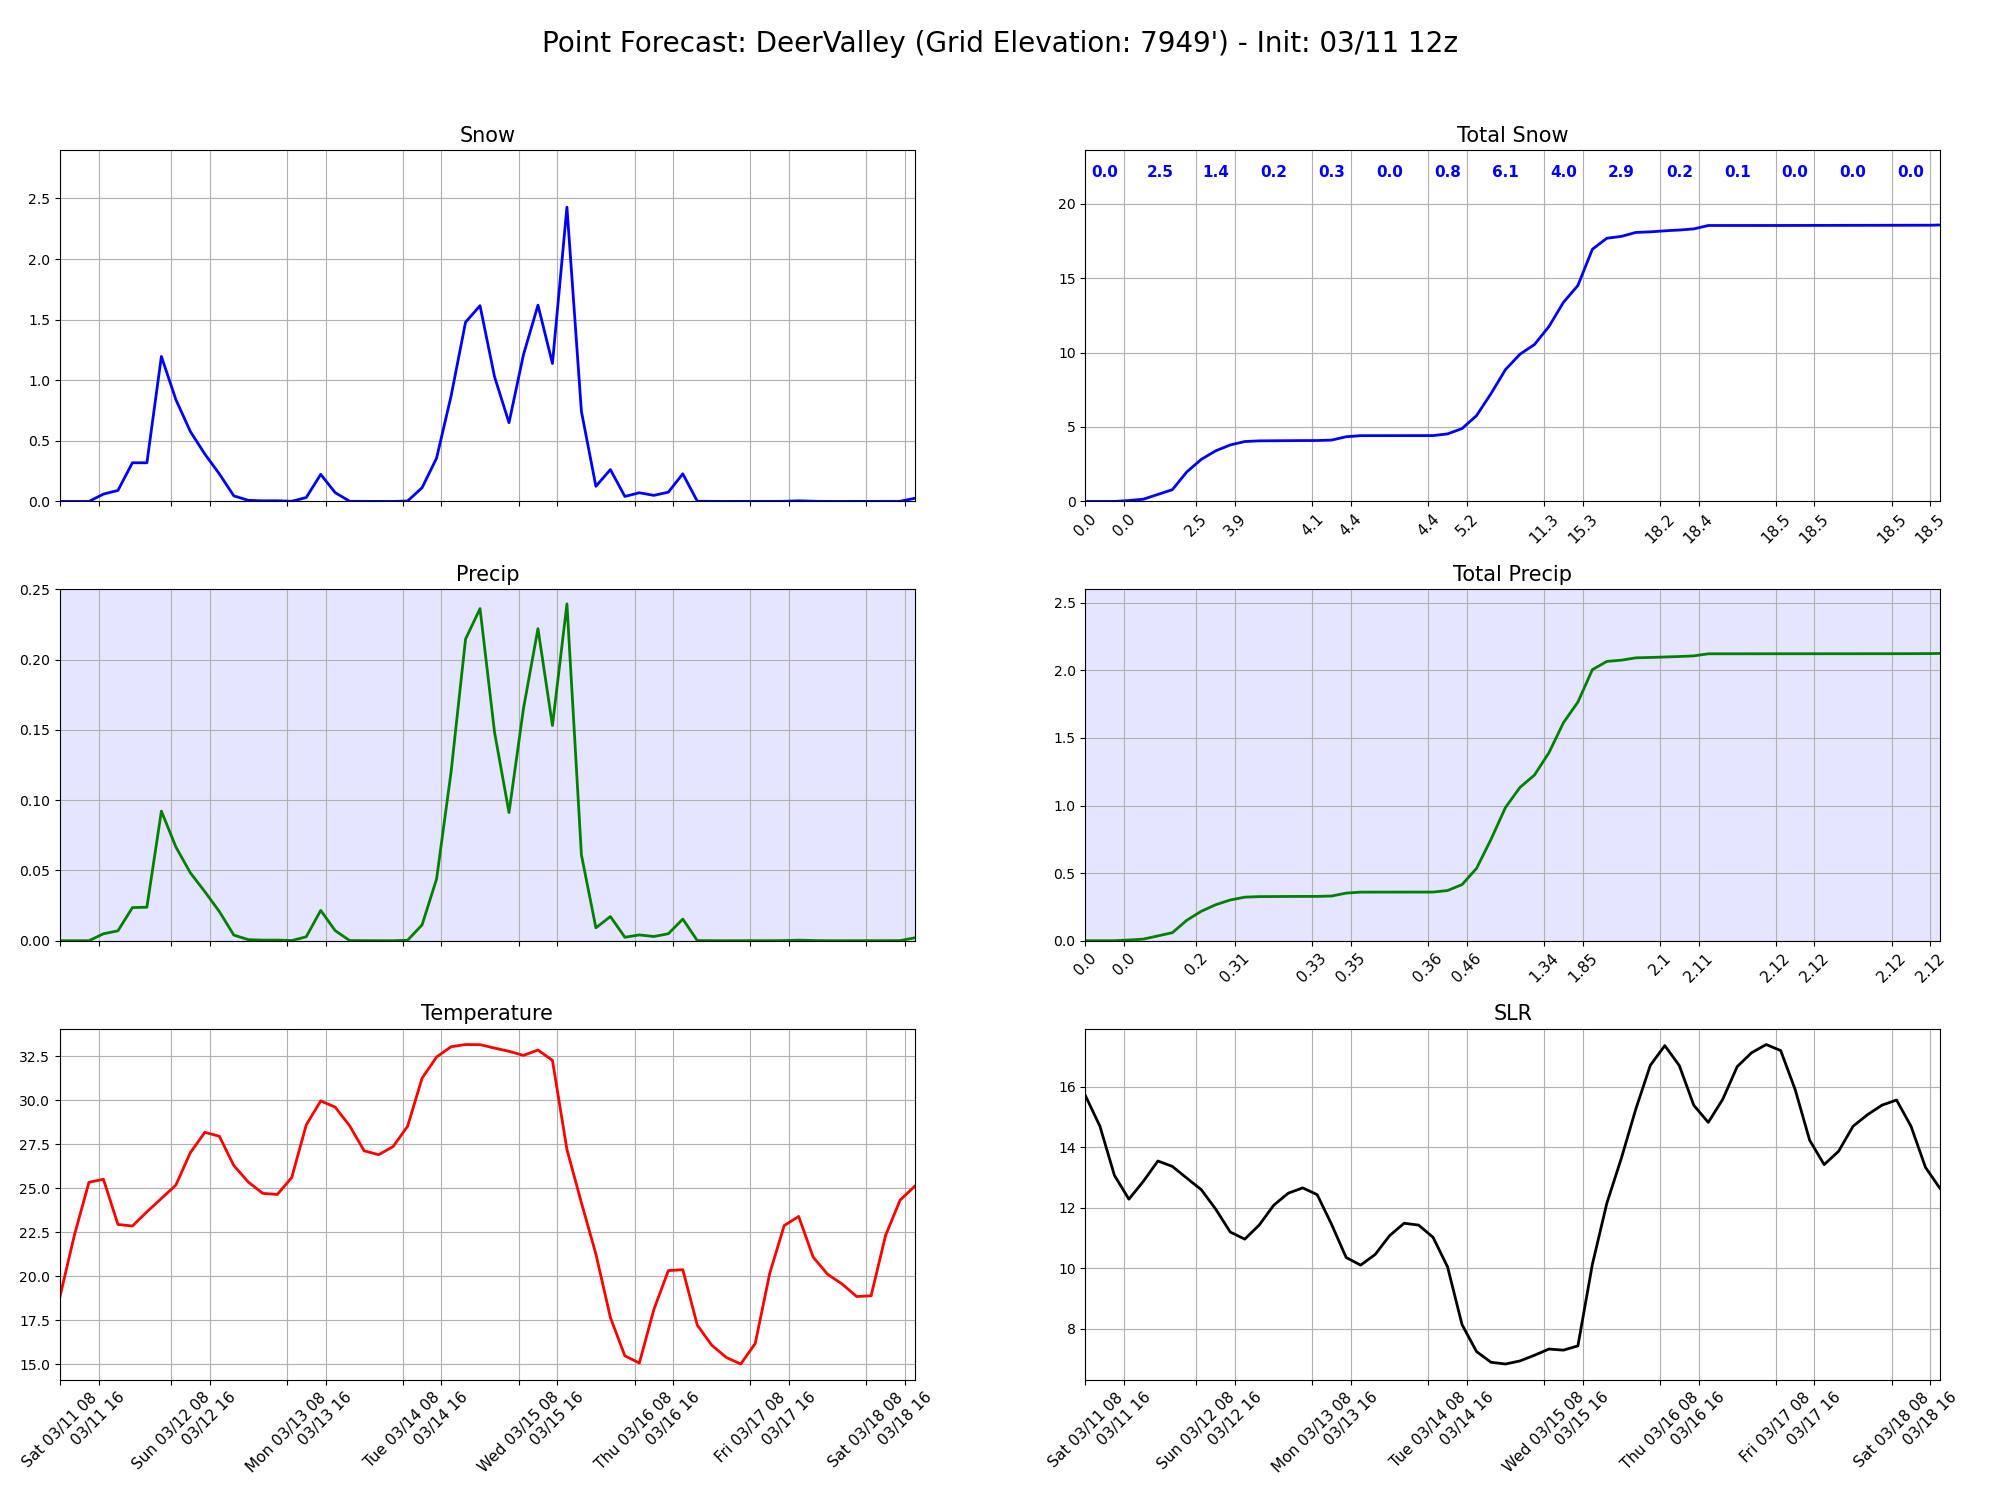 Point Forecast: DeerValley (Grid Elevation: 7949') - Init: 03/11 12z
Snow
2.5
2.0
1.5
1.0
0.5
0.0
Total Snow
0.0 2.5 1.4 0.2 0.3 0.0 0.8 6.1 4.0 2.9 0.2 0.1 0.0 0.0 0.0
20
15
10
5
0
0.0 0.0 2.5 3.9 4.1 4.4 4.4 5.2 11.3 15.3 18.2 18.4 18.5 18.5 18.5 18.5
Precip
0.25
0.20
0.15
0.10
0.05
0.00
Total Precip
2.5
2.0
1.5
1.0
0.5
0.0
0.0 0.0 0.2 0.31 0.33 0.35 0.36 0.46 1.34 1.85 2.1 2.11 2.12 2.12 2.12 2.12
Temperature
32.5
30.0
27.5
25.0
22.5
20.0
17.5
15.0
Sat 03/11 08
03/11 16
Sun 03/12 08
03/12 16
Mon 03/13 08
03/13 16
Tue 03/14 08
03/14 16
Wed 03/15 08
03/15 16
Thu 03/16 08
03/16 16
Fri 03/17 08
03/17 16
Sat 03/18 08
03/18 16
SLR
16
14
12
10
8
Sat 03/11 08
03/11 16
Sun 03/12 08
03/12 16
Mon 03/13 08
03/13 16
Tue 03/14 08
03/14 16
Wed 03/15 08
03/15 16
Thu 03/16 08
03/16 16
Fri 03/17 08
03/17 16
Sat 03/18 08
03/18 16